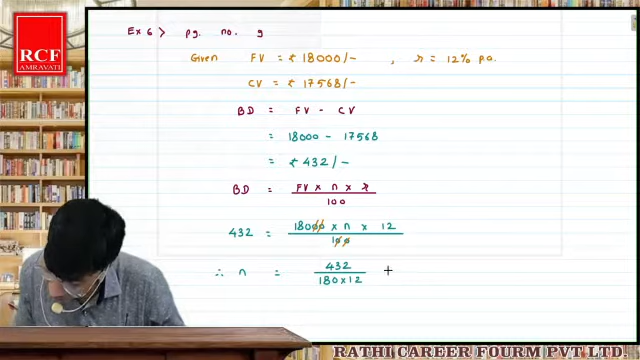 RCF
AMRAVATI
Ex 6 > pg. no. 9
Given FV = ₹ 18000/- , r = 12% p.a.
CV = ₹ 17568/-
BD = FV - CV
= 18000 - 17568
= ₹ 432/-
BD = FV x n x r
100
432 = 18000 x n x 12
100
∴ n = 432
180 x 12
RATHI CAREER FOURM PVT LTD